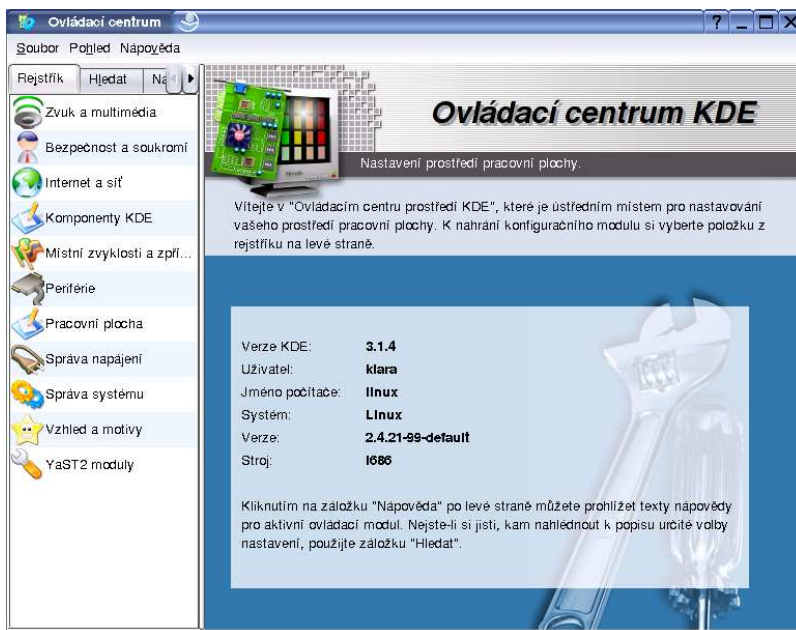 Ovládací centrum
?
Soubor Pohled Nápověda
Rejstřík Hledat Ná
Zvuk a multimédia
Bezpečnost a soukromí
Internet a síť
Komponenty KDE
Místní zvyklosti a zpří...
Periférie
Pracovní plocha
Správa napájení
Správa systému
Vzhled a motivy
YaST2 moduly
Ovládací centrum KDE
Nastavení prostředí pracovní plochy.
Vítejte v "Ovládacím centru prostředí KDE", které je ústředním místem pro nastavování
vašeho prostředí pracovní plochy. K nahrání konfiguračního modulu si vyberte položku z
rejstříku na levé straně.
Verze KDE: 3.1.4
Uživatel: klara
Jméno počítače: linux
Systém: Linux
Verze: 2.4.21-99-default
Stroj: i686
Kliknutím na záložku "Nápověda" po levé straně můžete prohlížet texty nápovědy
pro aktivní ovládací modul. Nejste-li si jisti, kam nahlédnout k popisu určité volby
nastavení, použijte záložku "Hledat".